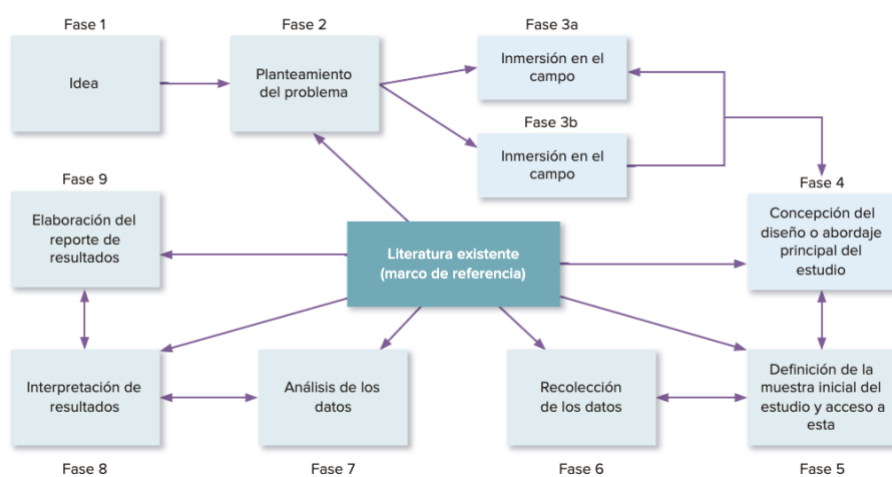 Fase 1
Idea
Fase 2
Planteamiento
del problema
Fase 3a
Inmersión en el
campo
Fase 3b
Inmersión en el
campo
Fase 4
Concepción del
diseño o abordaje
principal del
estudio
Fase 9
Elaboración del
reporte de
resultados
Literatura existente
(marco de referencia)
Interpretación de
resultados
Fase 8
Análisis de los
datos
Fase 7
Recolección
de los datos
Fase 6
Definición de la
muestra inicial del
estudio y acceso a
esta
Fase 5